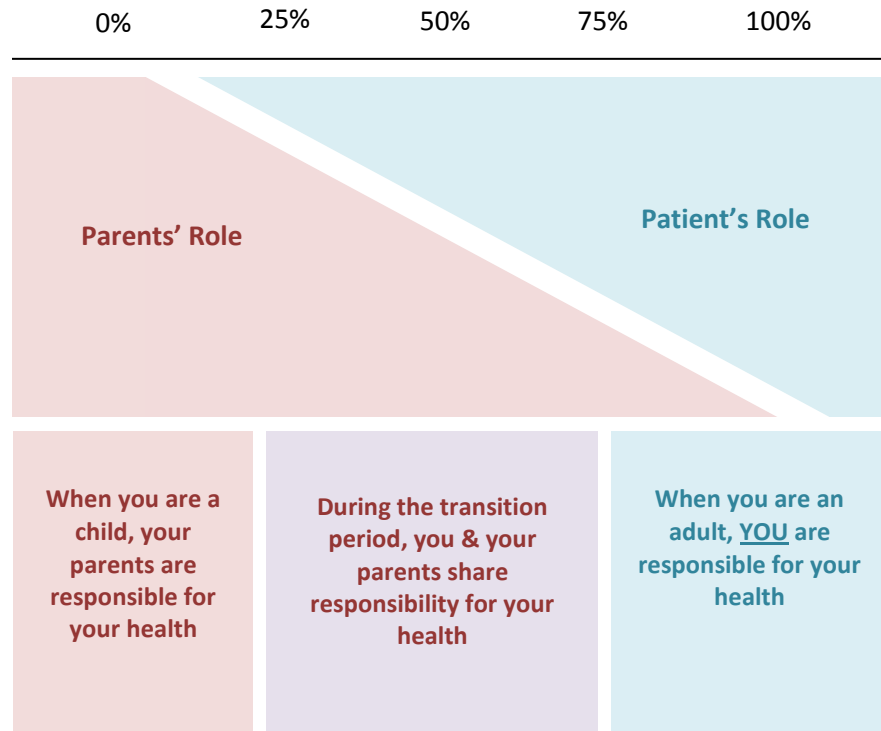 0% 25% 50% 75% 100%
Parents’ Role
Patient’s Role
When you are a
child, your
parents are
responsible for
your health
During the transition
period, you & your
parents share
responsibility for your
health
When you are an
adult, YOU are
responsible for your
health